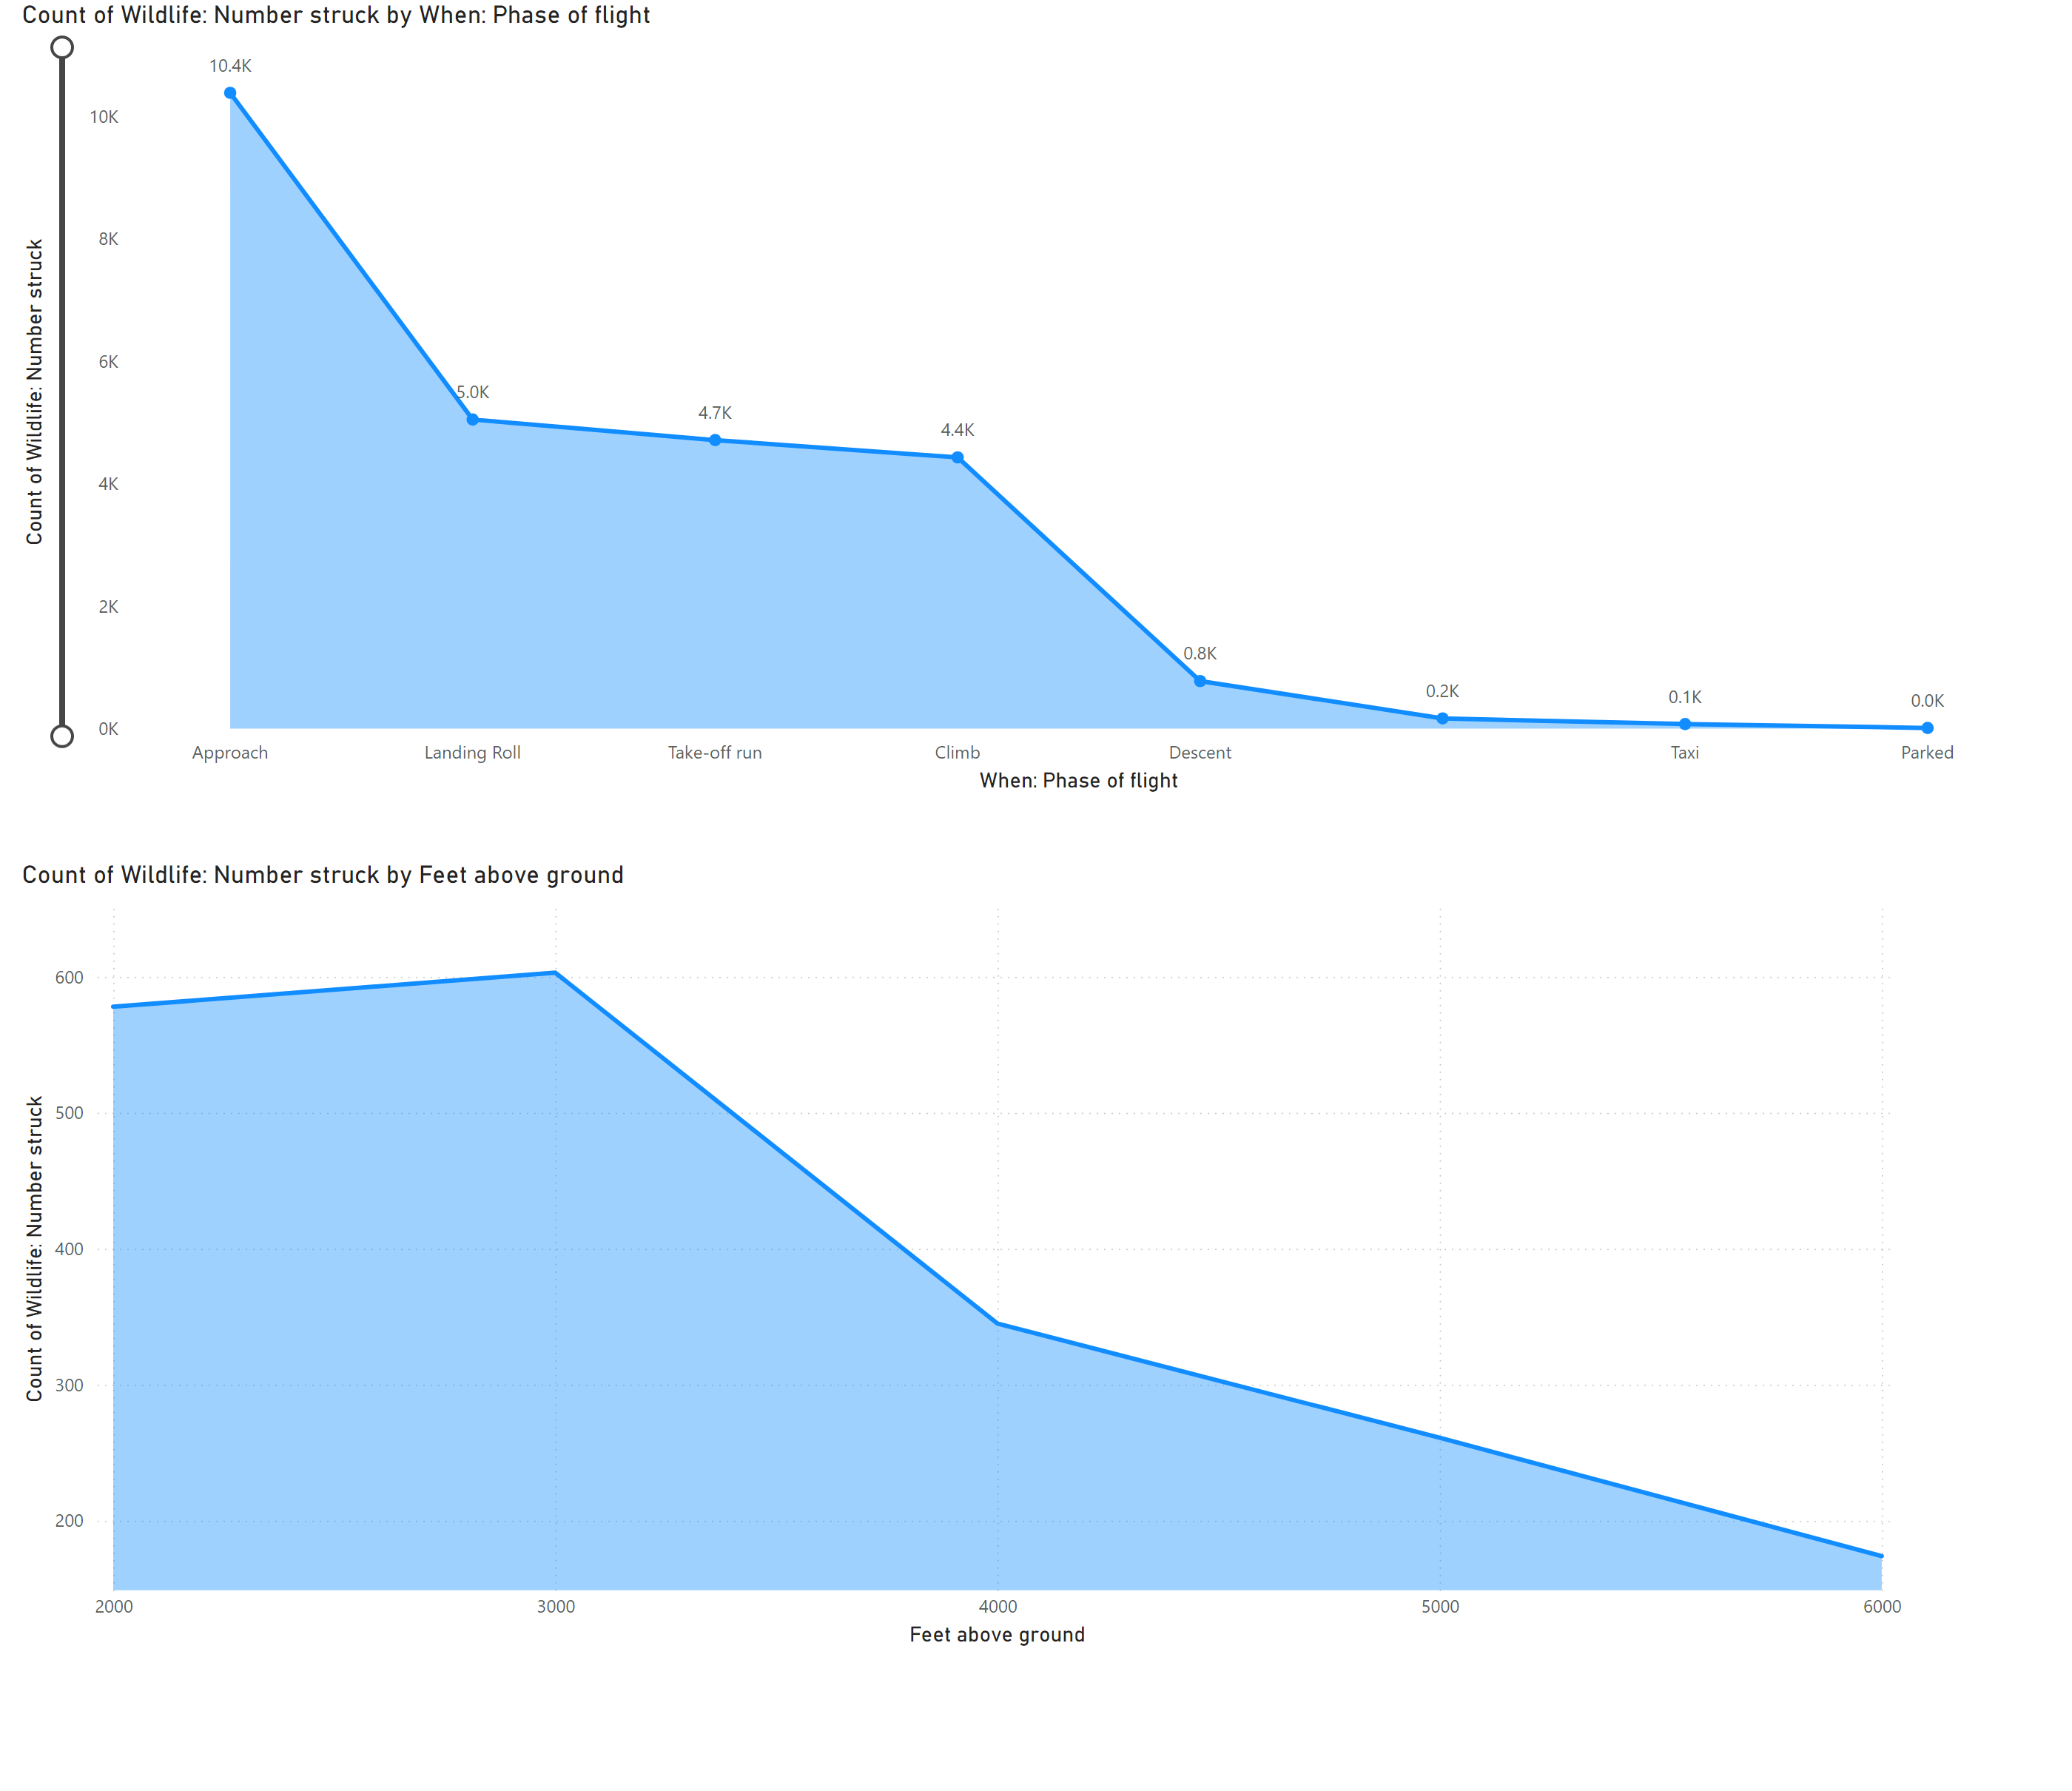 Count of Wildlife: Number struck by When: Phase of flight
Count of Wildlife: Number struck
10.4K
10K
8K
6K
5.0K
4.7K
4.4K
4K
2K
0.8K
0.2K
0.1K
0.0K
0K
Approach Landing Roll Take-off run Climb Descent Taxi Parked
When: Phase of flight
Count of Wildlife: Number struck by Feet above ground
Count of Wildlife: Number struck
600
500
400
300
200
2000 3000 4000 5000 6000
Feet above ground